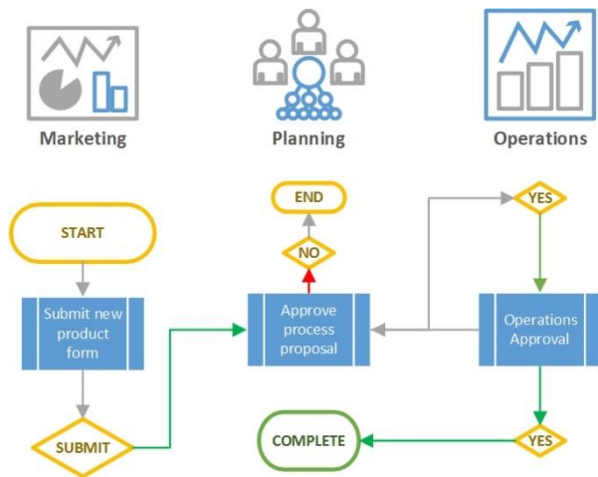 Marketing
Planning
Operations
START
END
YES
NO
Submit new
product
form
Approve
process
proposal
Operations
Approval
SUBMIT
COMPLETE
YES